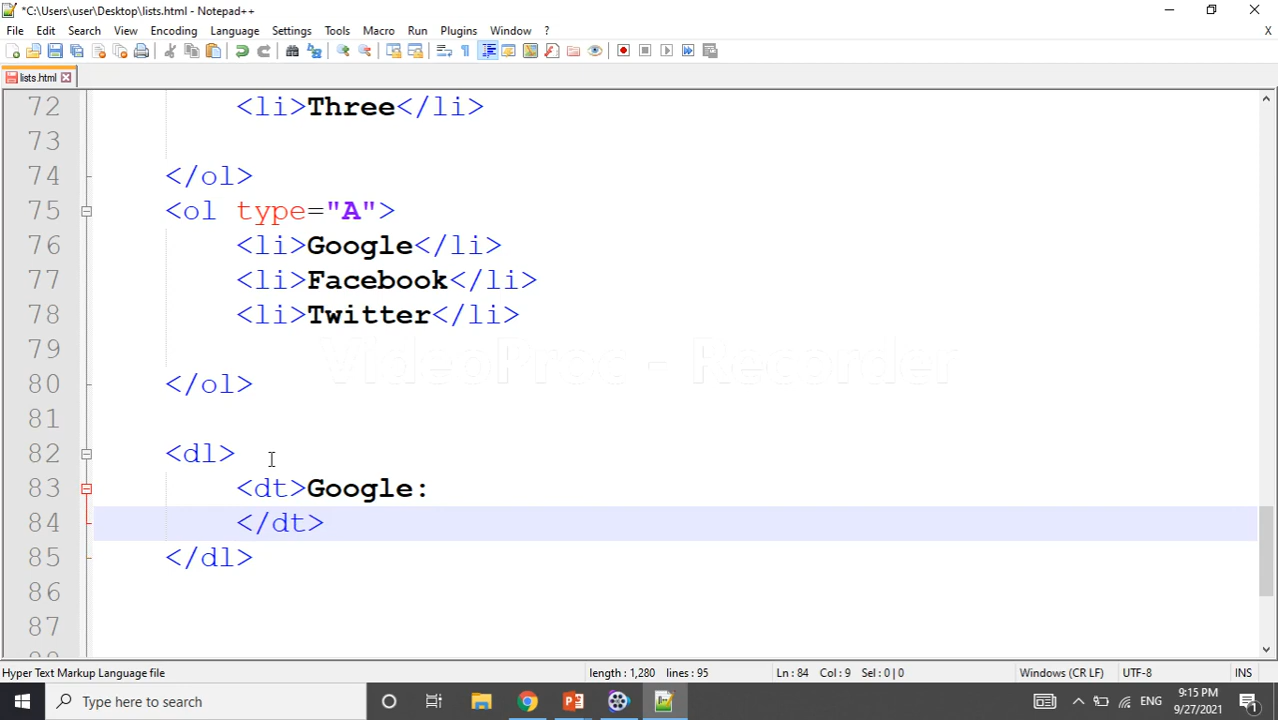 *C:\Users\user\Desktop\lists.html - Notepad++
File Edit Search View Encoding Language Settings Tools Macro Run Plugins Window ? X
lists.html
72 <li>Three</li>
73
74 </ol>
75 <ol type="A">
76 <li>Google</li>
77 <li>Facebook</li>
78 <li>Twitter</li>
79
VideoProc - Recorder
80 </ol>
81
82 <dl>
83 <dt>Google:
84 </dt>
85 </dl>
86
87
Hyper Text Markup Language file length : 1,280 lines : 95 Ln : 84 Col : 9 Sel : 0 | 0 Windows (CR LF) UTF-8 INS
Type here to search ENG 9:15 PM
9/27/2021 1